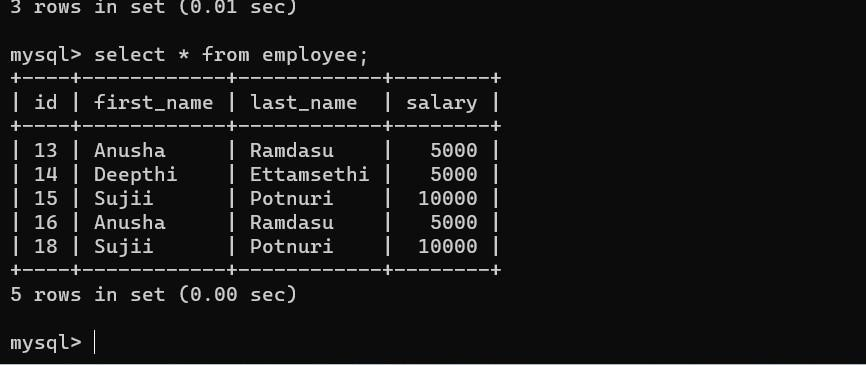 3 rows in set (0.01 sec)
mysql> select * from employee;
+----+------------+------------+--------+
| id | first_name | last_name  | salary |
+----+------------+------------+--------+
| 13 | Anusha     | Ramdasu    |   5000 |
| 14 | Deepthi    | Ettamsethi |   5000 |
| 15 | Sujii      | Potnuri    |  10000 |
| 16 | Anusha     | Ramdasu    |   5000 |
| 18 | Sujii      | Potnuri    |  10000 |
+----+------------+------------+--------+
5 rows in set (0.00 sec)
mysql>